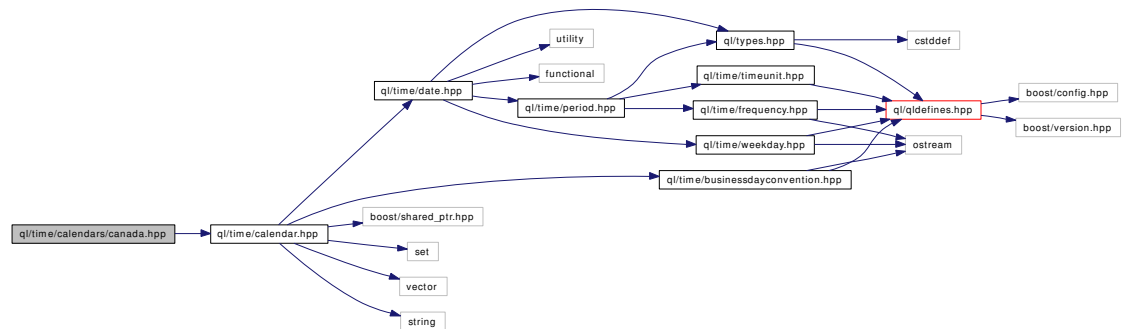 ql/types.hpp
cstddef
utility
functional
ql/time/timeunit.hpp
ql/time/date.hpp
boost/config.hpp
ql/time/period.hpp
ql/time/frequency.hpp
ql/qldefines.hpp
boost/version.hpp
ql/time/weekday.hpp
ostream
ql/time/businessdayconvention.hpp
boost/shared_ptr.hpp
ql/time/calendars/canada.hpp
ql/time/calendar.hpp
set
vector
string